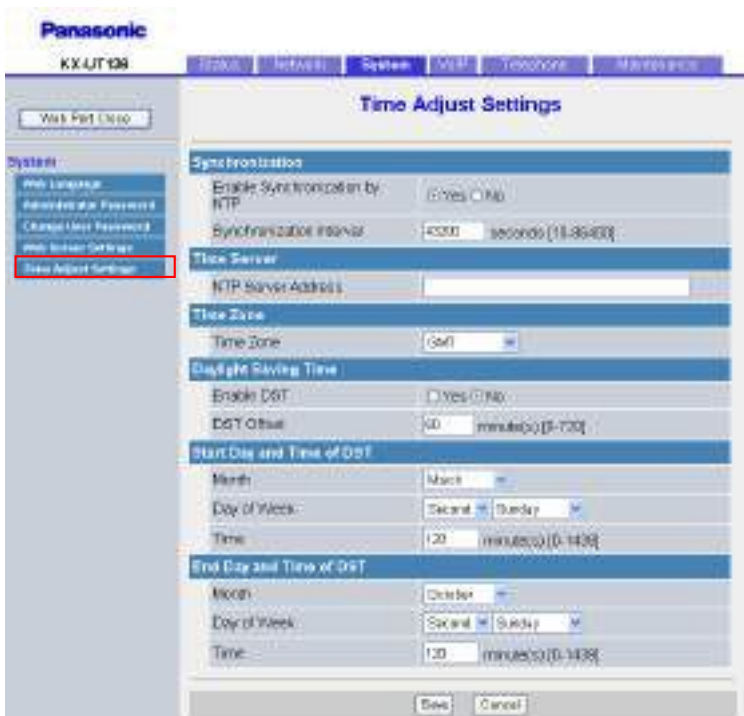 Panasonic
KX-UT136
Status Network System VoIP Telephone Maintenance
Web Port Close
Time Adjust Settings
System
Web Language
Administrator Password
Change User Password
Web Server Settings
Time Adjust Settings
Synchronization
Enable Synchronization by NTP
Yes No
Synchronization Interval
43200 seconds [10-86400]
Time Server
NTP Server Address
Time Zone
Time Zone
GMT
Daylight Saving Time
Enable DST
Yes No
DST Offset
60 minute(s) [0-720]
Start Day and Time of DST
Month
March
Day of Week
Second Sunday
Time
120 minute(s) [0-1439]
End Day and Time of DST
Month
October
Day of Week
Second Sunday
Time
120 minute(s) [0-1439]
Save Cancel